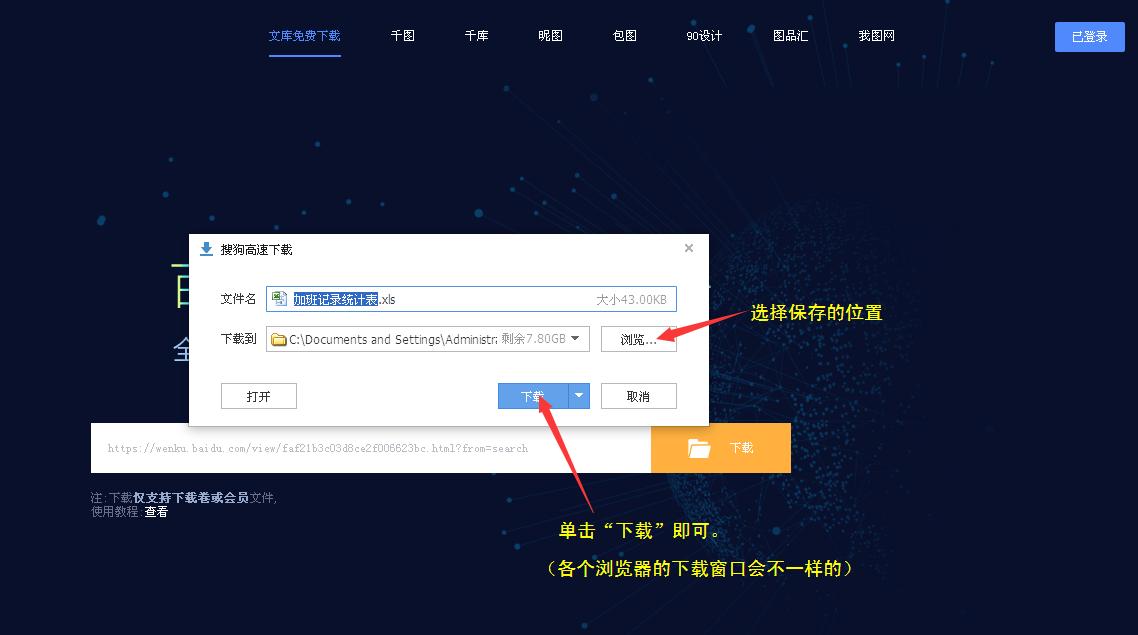 文库免费下载 千图 千库 昵图 包图 90设计 图品汇 我图网 已登录
搜狗高速下载
文件名 加班记录统计表.xls 大小43.00KB
选择保存的位置
下载到 C:\Documents and Settings\Administr 剩余7.80GB 浏览...
全
打开 下载 取消
https://wenku.baidu.com/view/faf21b3c03d8ce2f006623bc.html?from=search 下载
注:下载仅支持下载卷或会员文件,
使用教程:查看
单击“下载”即可。
（各个浏览器的下载窗口会不一样的）